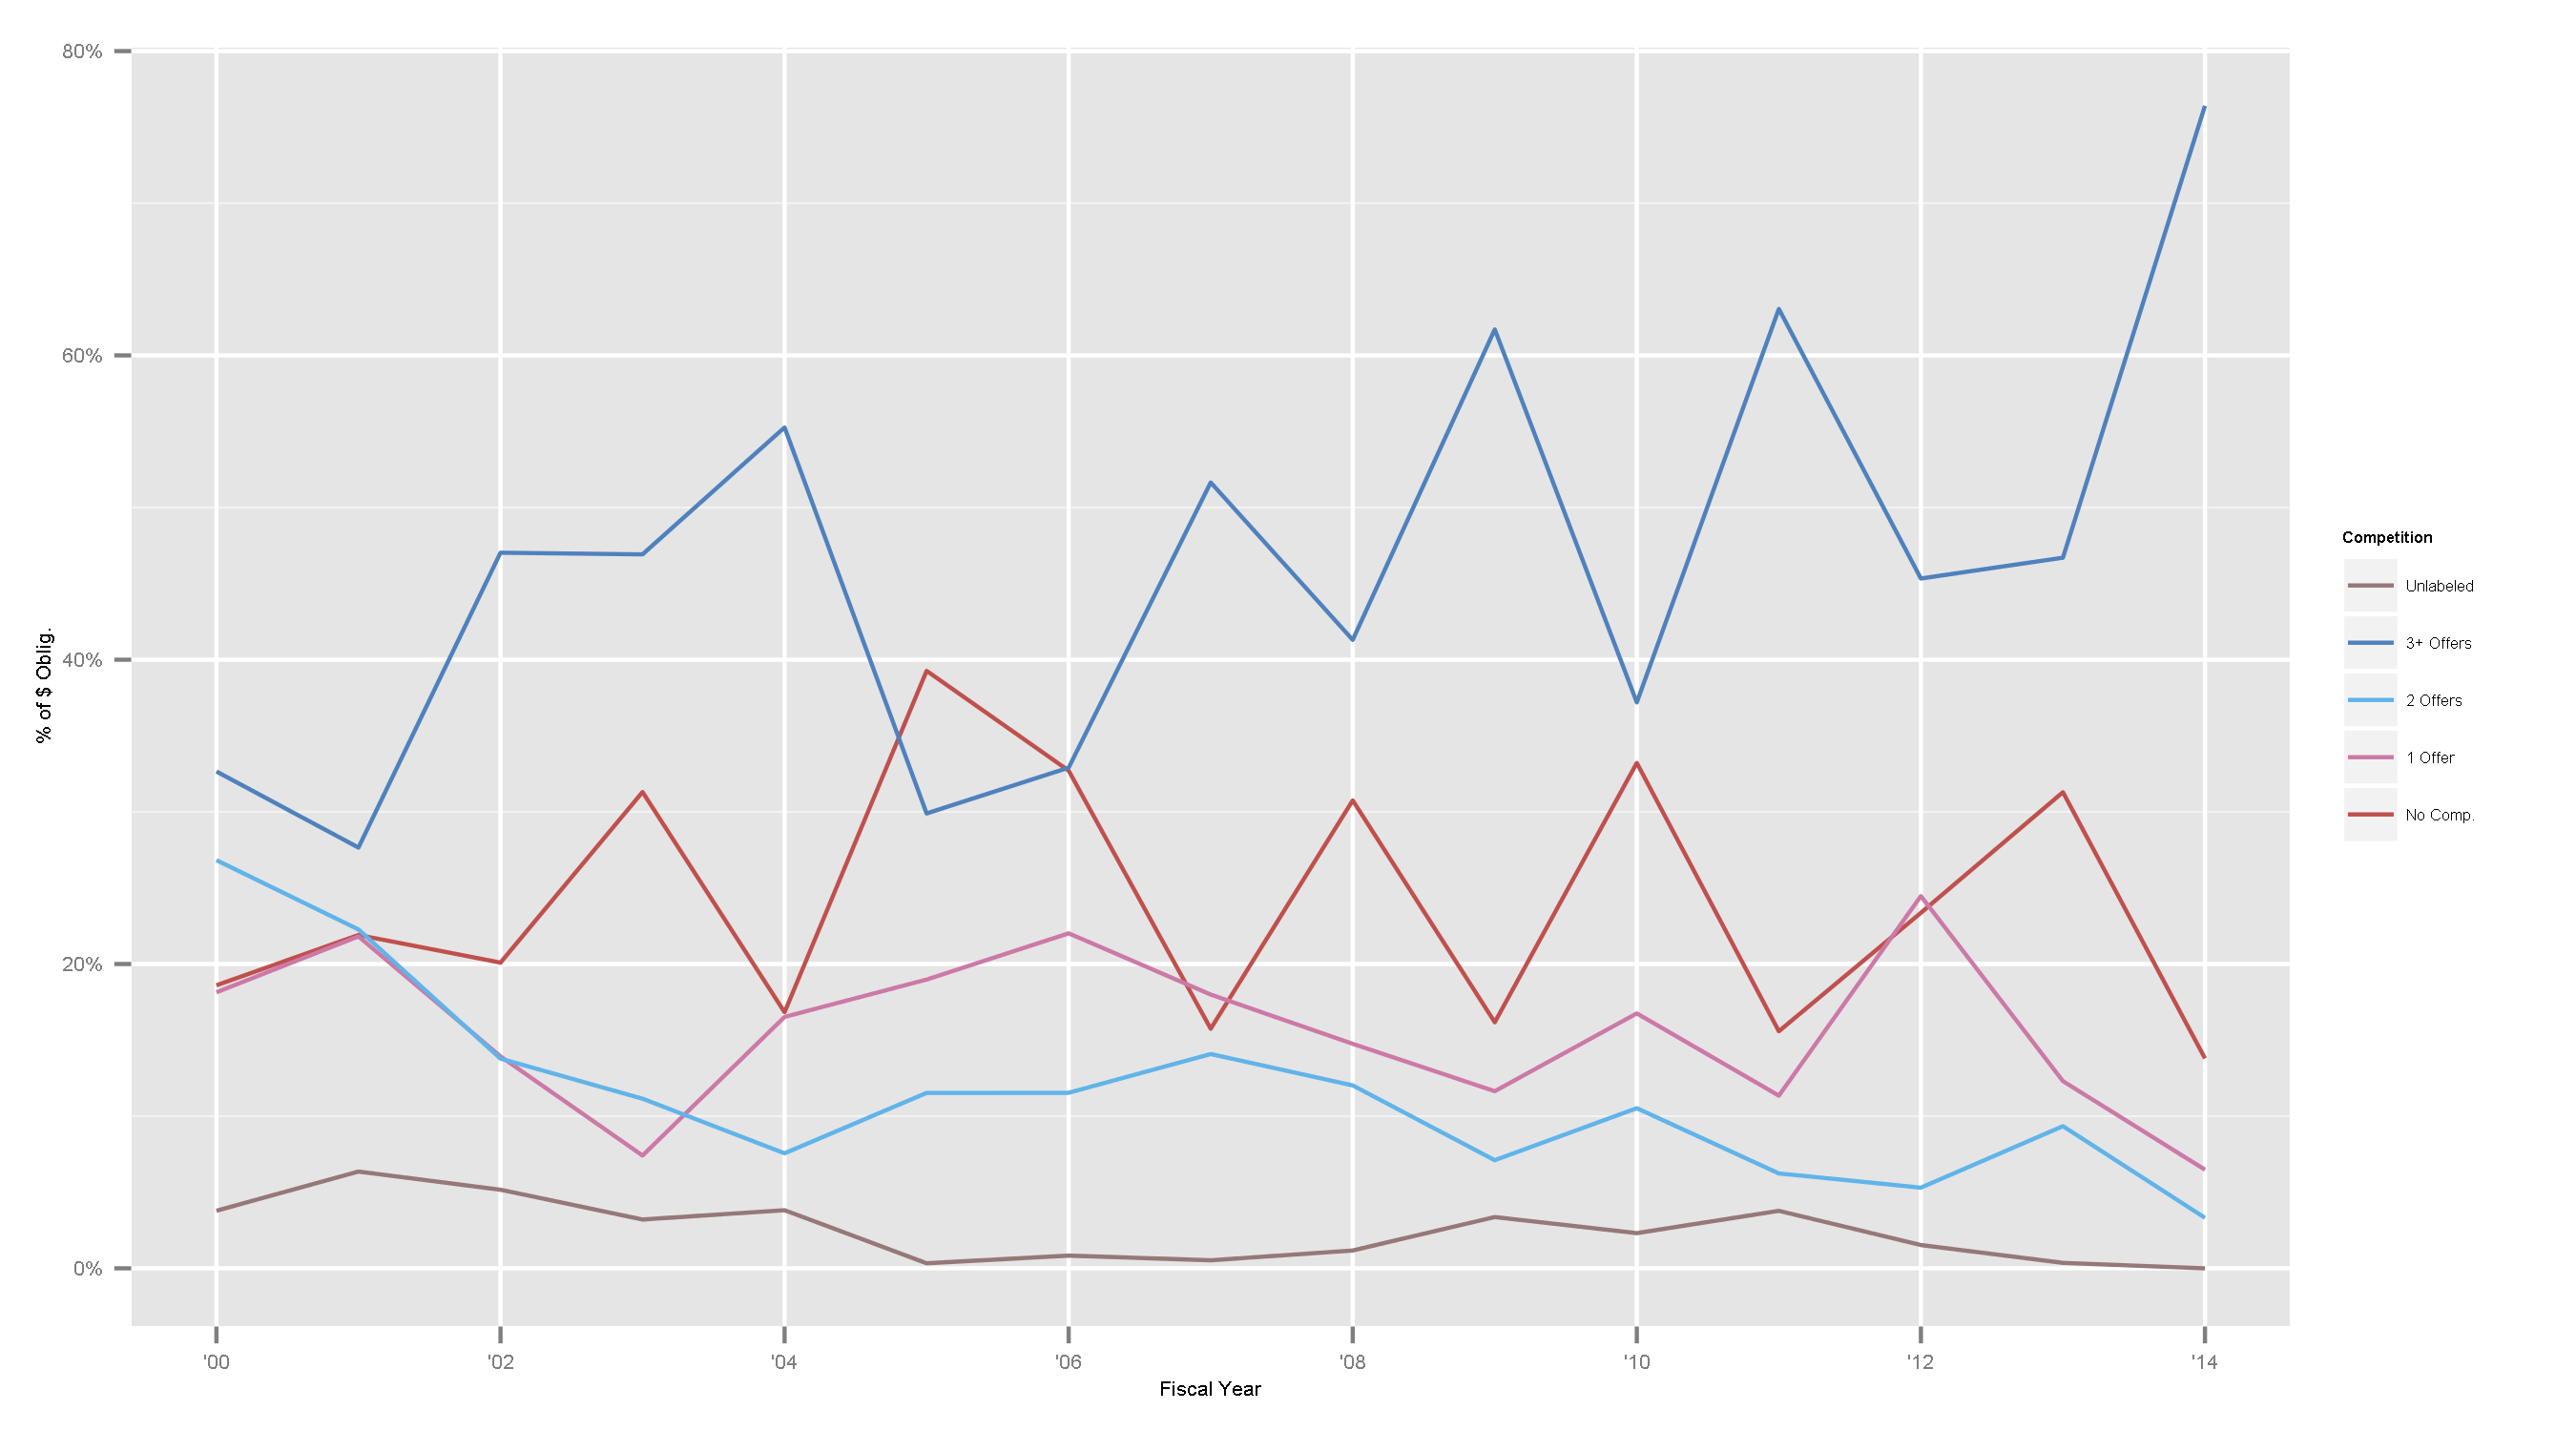 80%
60%
40%
20%
0%
% of $ Oblig.
'00 '02 '04 '06 '08 '10 '12 '14
Fiscal Year
Competition
Unlabeled
3+ Offers
2 Offers
1 Offer
No Comp.